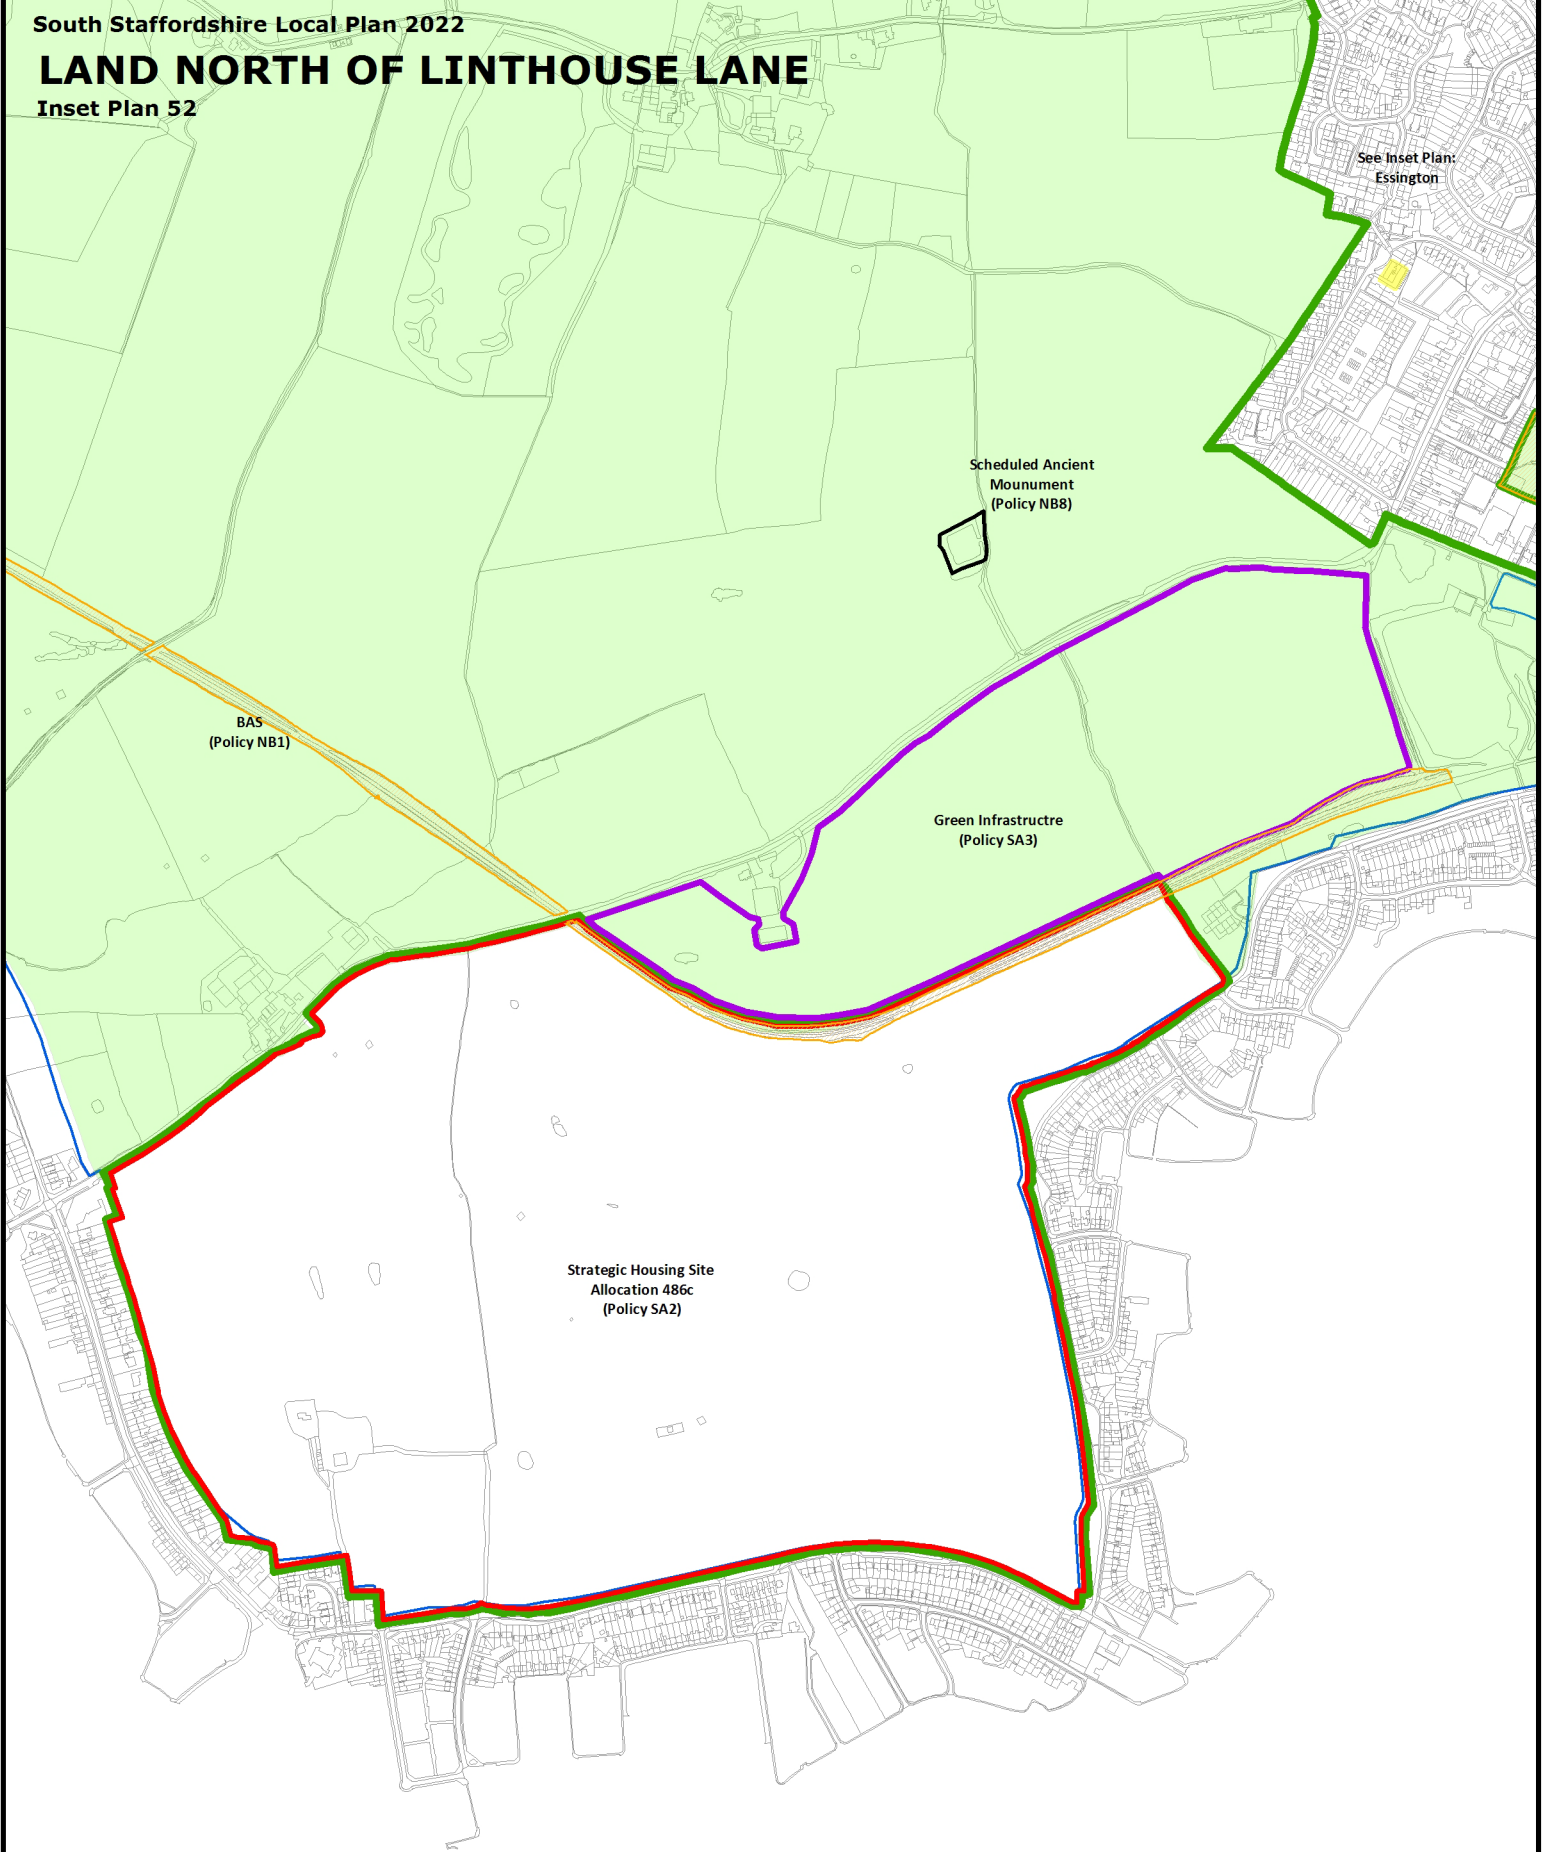 South Staffordshire Local Plan 2022
LAND NORTH OF LINTHOUSE LANE
Inset Plan 52
See Inset Plan:
Essington
Scheduled Ancient
Mounument
(Policy NB8)
BAS
(Policy NB1)
Green Infrastructre
(Policy SA3)
Strategic Housing Site
Allocation 486c
(Policy SA2)